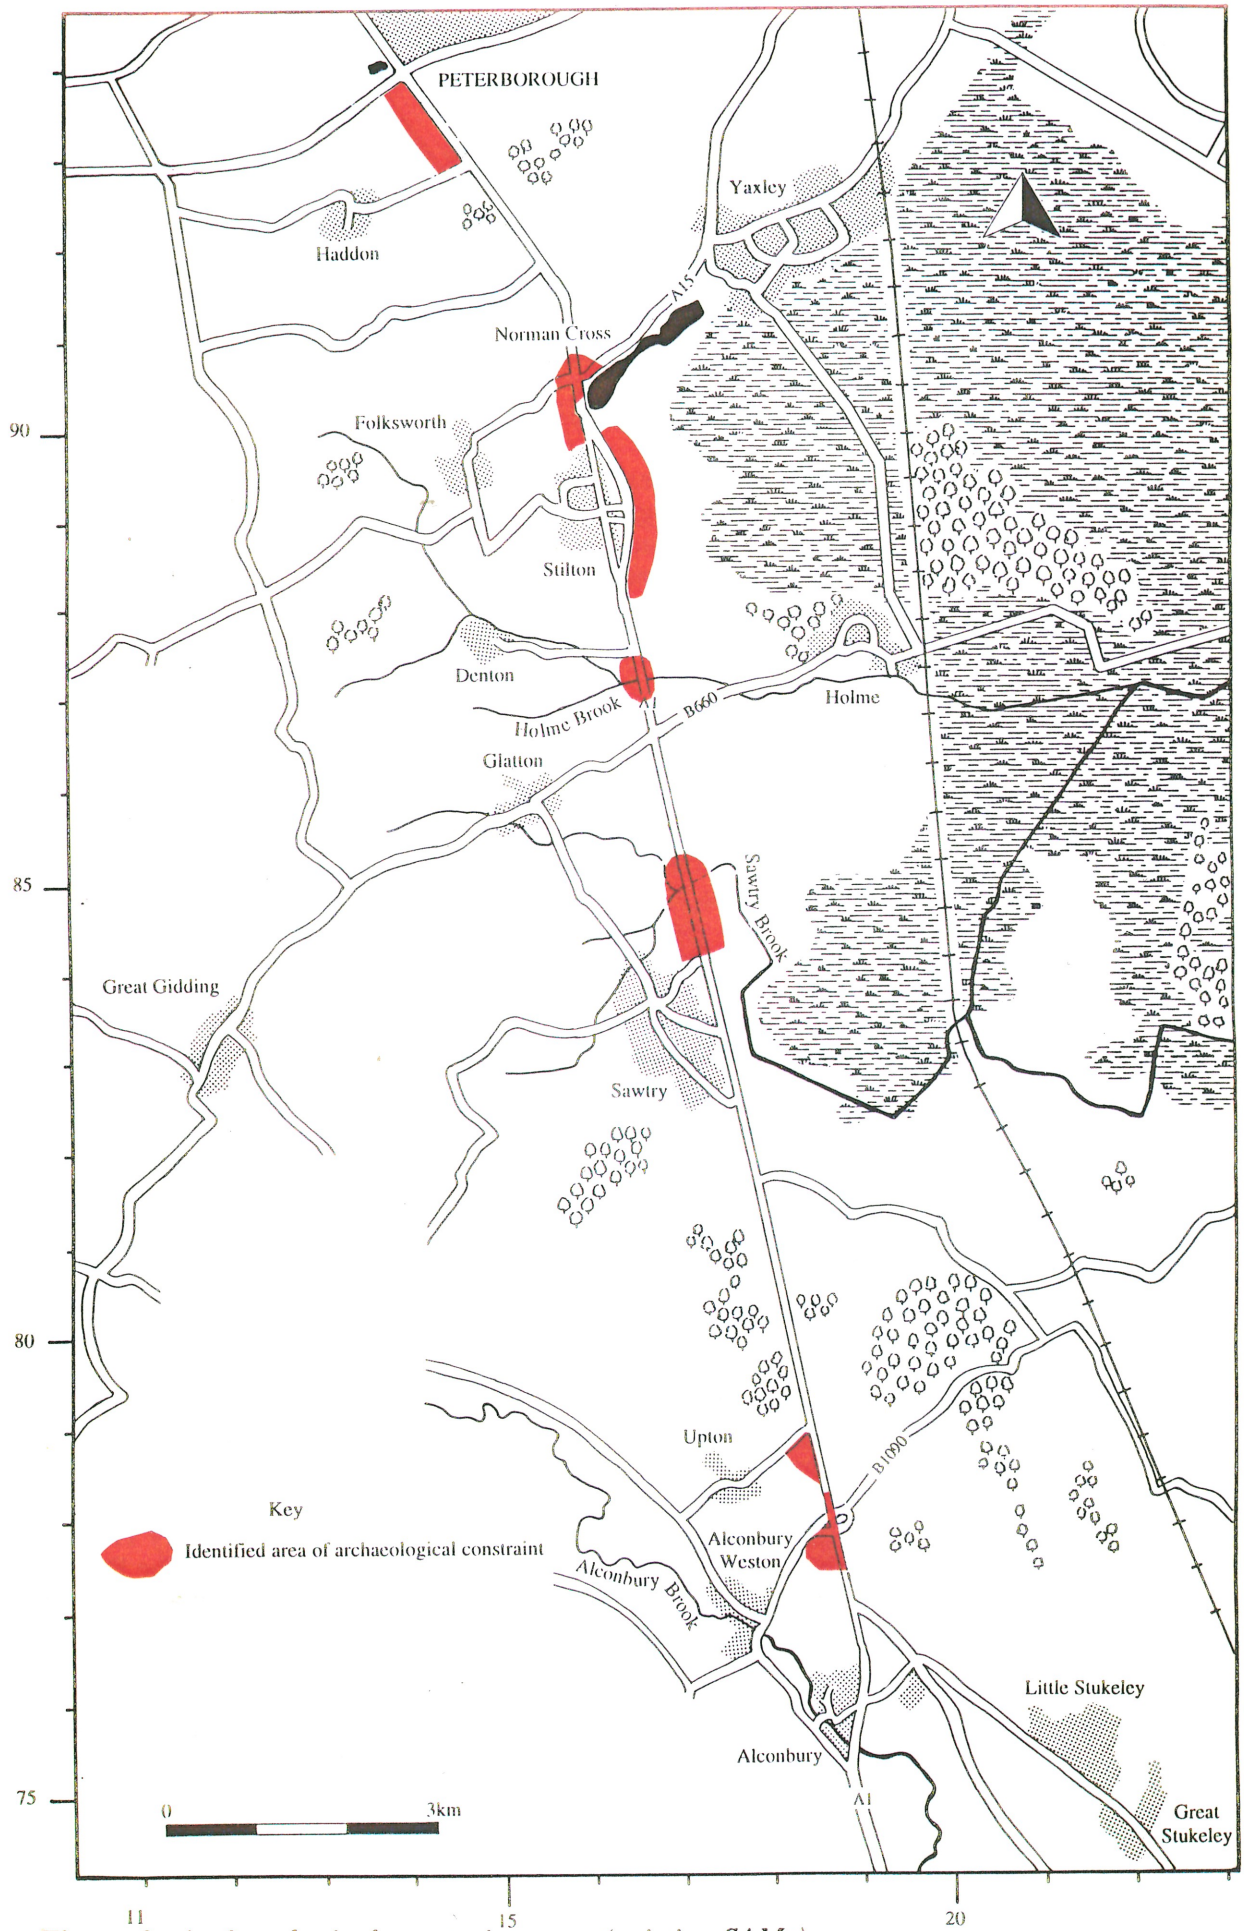 PETERBOROUGH
Yaxley
Haddon
A15
Norman Cross
90
Folksworth
Stilton
Denton
Holme
Holme Brook
A1
B660
Glatton
85
Sawtry Brook
Great Gidding
Sawtry
80
Upton
B1090
Key
Identified area of archaeological constraint
Alconbury
Weston
Alconbury Brook
Little Stukeley
Alconbury
75
0
3km
A1
Great
Stukeley
11
15
20